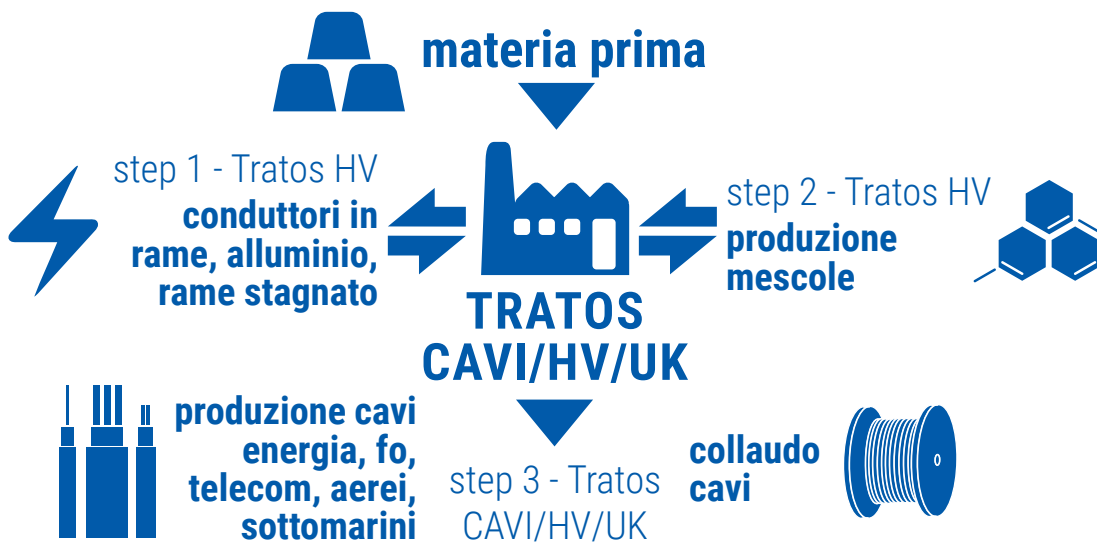 materia prima
step 1 - Tratos HV
conduttori in
rame, alluminio,
rame stagnato
step 2 - Tratos HV
produzione
mescole
TRATOS
CAVI/HV/UK
produzione cavi
energia, fo,
telecom, aerei,
sottomarini
step 3 - Tratos
CAVI/HV/UK
collaudo
cavi